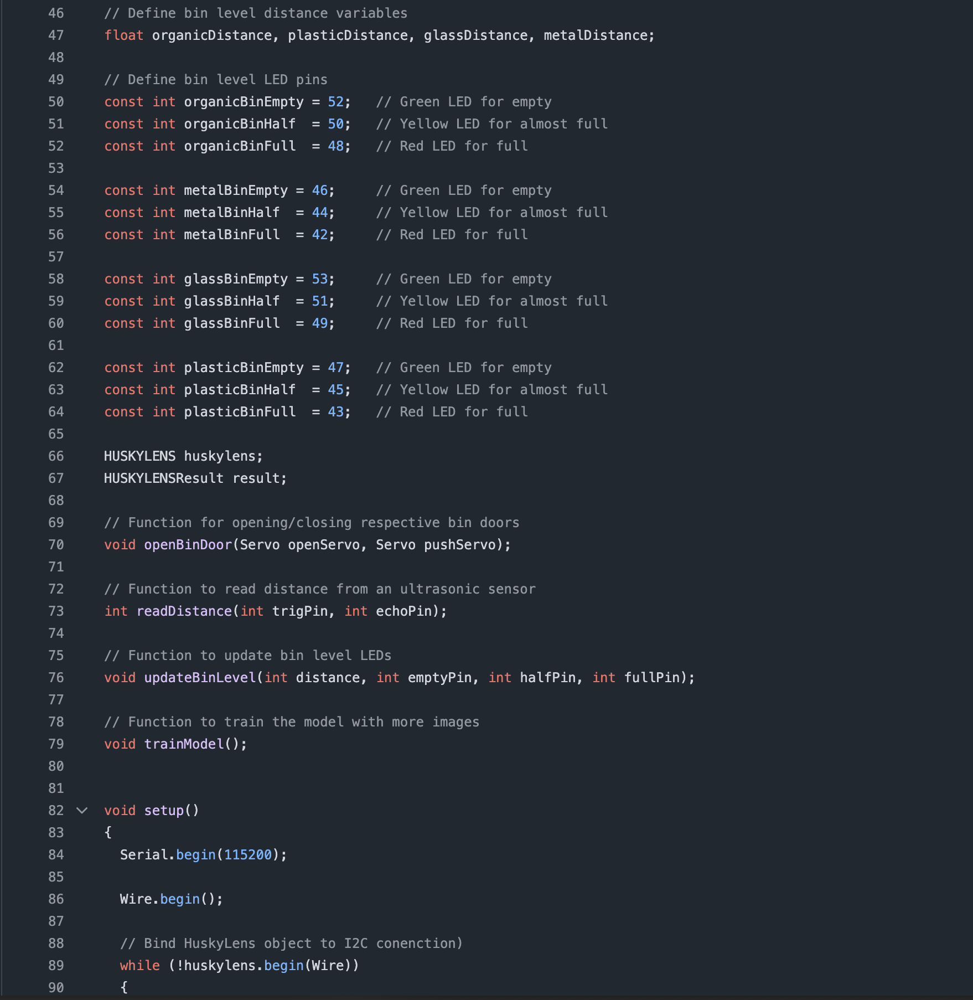 46 // Define bin level distance variables
47 float organicDistance, plasticDistance, glassDistance, metalDistance;
48
49 // Define bin level LED pins
50 const int organicBinEmpty = 52;   // Green LED for empty
51 const int organicBinHalf  = 50;   // Yellow LED for almost full
52 const int organicBinFull  = 48;   // Red LED for full
53
54 const int metalBinEmpty = 46;     // Green LED for empty
55 const int metalBinHalf  = 44;     // Yellow LED for almost full
56 const int metalBinFull  = 42;     // Red LED for full
57
58 const int glassBinEmpty = 53;     // Green LED for empty
59 const int glassBinHalf  = 51;     // Yellow LED for almost full
60 const int glassBinFull  = 49;     // Red LED for full
61
62 const int plasticBinEmpty = 47;   // Green LED for empty
63 const int plasticBinHalf  = 45;   // Yellow LED for almost full
64 const int plasticBinFull  = 43;   // Red LED for full
65
66 HUSKYLENS huskylens;
67 HUSKYLENSResult result;
68
69 // Function for opening/closing respective bin doors
70 void openBinDoor(Servo openServo, Servo pushServo);
71
72 // Function to read distance from an ultrasonic sensor
73 int readDistance(int trigPin, int echoPin);
74
75 // Function to update bin level LEDs
76 void updateBinLevel(int distance, int emptyPin, int halfPin, int fullPin);
77
78 // Function to train the model with more images
79 void trainModel();
80
81
82 void setup()
83 {
84   Serial.begin(115200);
85
86   Wire.begin();
87
88   // Bind HuskyLens object to I2C conenction)
89   while (!huskylens.begin(Wire))
90   {